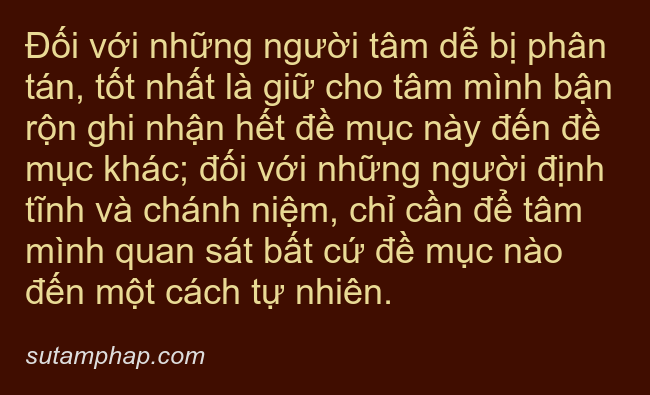 Đối với những người tâm dễ bị phân
tán, tốt nhất là giữ cho tâm mình bận
rộn ghi nhận hết đề mục này đến đề
mục khác; đối với những người định
tĩnh và chánh niệm, chỉ cần để tâm
mình quan sát bất cứ đề mục nào
đến một cách tự nhiên.
sutamphap.com